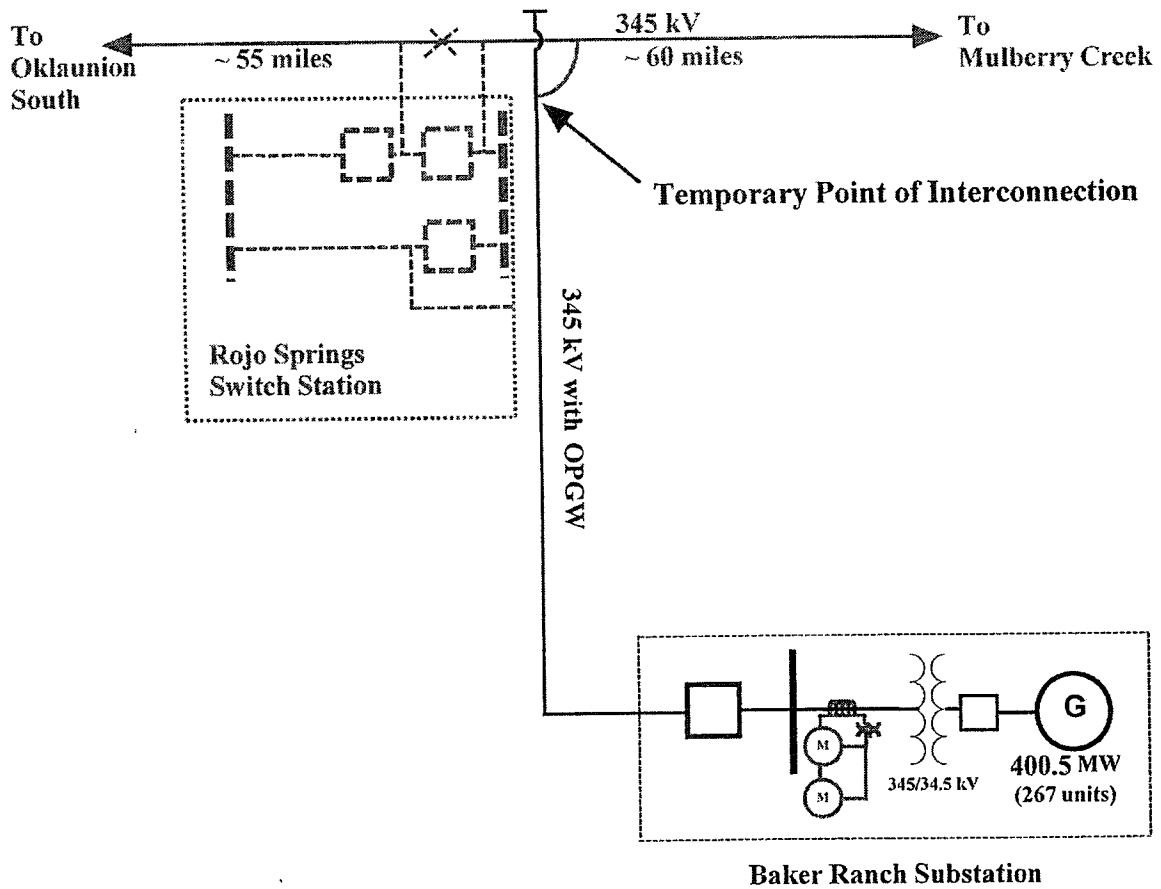 To
Oklaunion
South
~ 55 miles
345 kV
~ 60 miles
To
Mulberry Creek
Temporary Point of Interconnection
Rojo Springs
Switch Station
345 kV with OPGW
M
M
345/34.5 kV
G
400.5 MW
(267 units)
Baker Ranch Substation